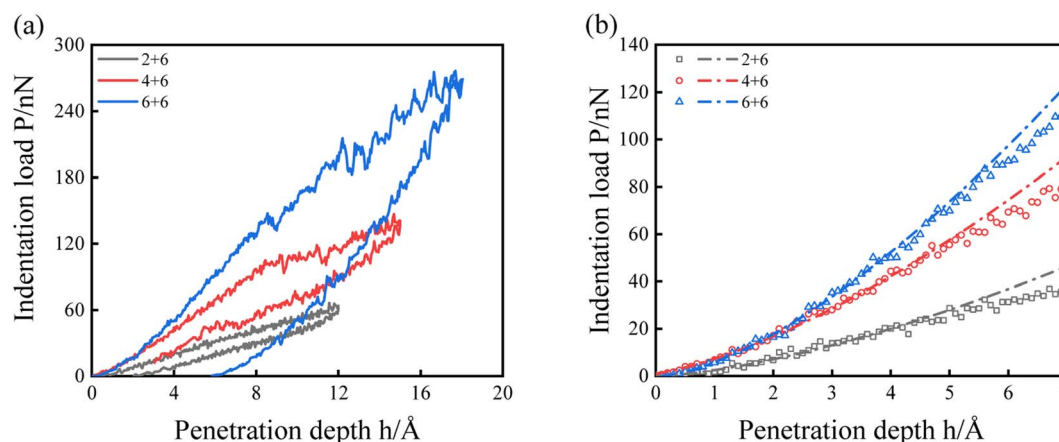 (a)
300
240
180
120
60
0
Indentation load P/nN
2+6
4+6
6+6
0 4 8 12 16 20
Penetration depth h/Å
(b)
140
120
100
80
60
40
20
0
Indentation load P/nN
2+6
4+6
6+6
0 1 2 3 4 5 6
Penetration depth h/Å